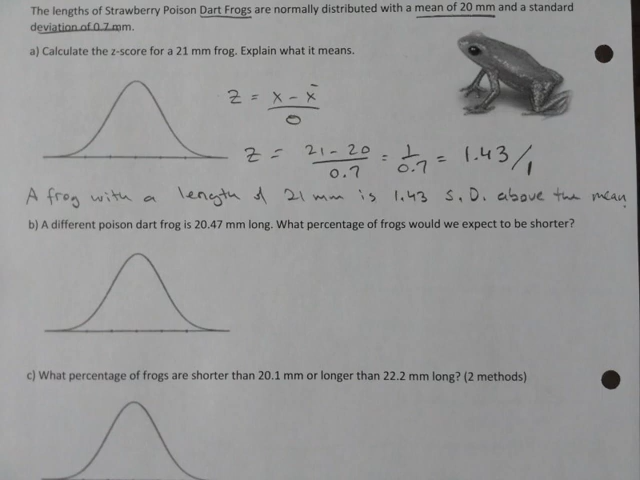 The lengths of Strawberry Poison Dart Frogs are normally distributed with a mean of 20 mm and a standard
deviation of 0.7 mm.
a) Calculate the z-score for a 21 mm frog. Explain what it means.
z = x - x̄ / σ
z = 21 - 20 / 0.7 = 1 / 0.7 = 1.43 //
A frog with a length of 21 mm is 1.43 S.D. above the mean
b) A different poison dart frog is 20.47 mm long. What percentage of frogs would we expect to be shorter?
c) What percentage of frogs are shorter than 20.1 mm or longer than 22.2 mm long? (2 methods)